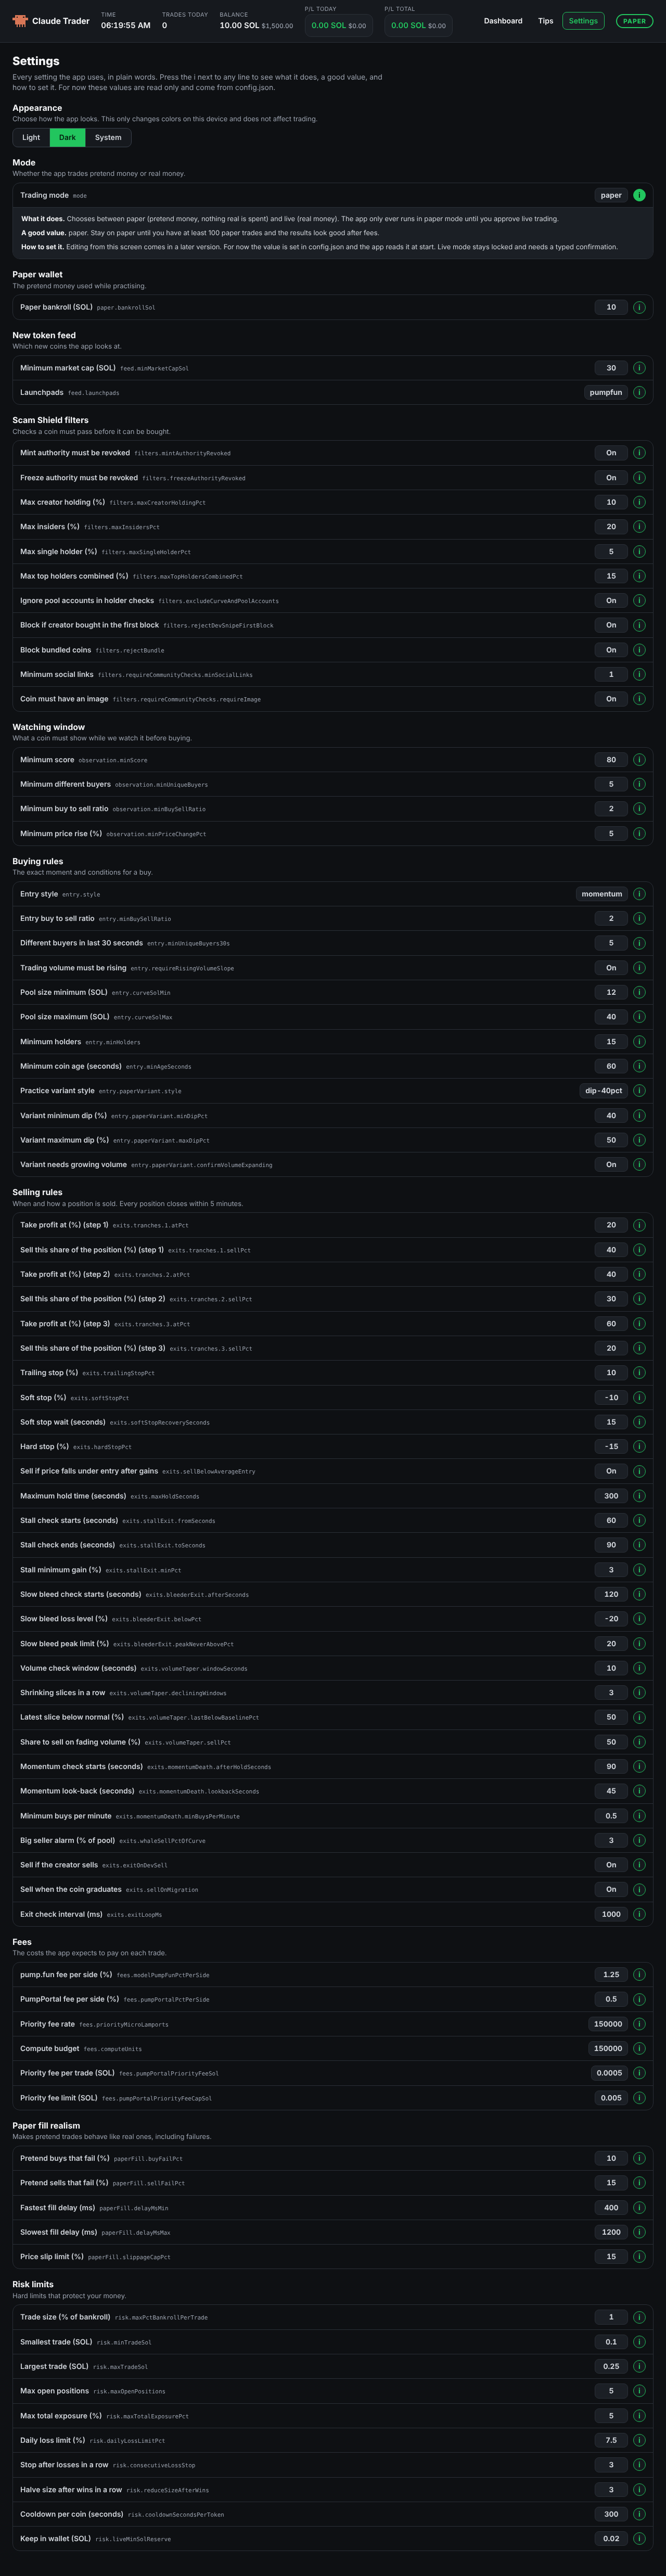 Claude Trader
TIME
06:19:55 AM
TRADES TODAY
0
BALANCE
10.00 SOL $1,500.00
P/L TODAY
0.00 SOL $0.00
P/L TOTAL
0.00 SOL $0.00
Dashboard
Tips
Settings
PAPER
Settings
Every setting the app uses, in plain words. Press the i next to any line to see what it does, a good value, and
how to set it. For now these values are read only and come from config.json.
Appearance
Choose how the app looks. This only changes colors on this device and does not affect trading.
Light Dark System
Mode
Whether the app trades pretend money or real money.
Trading mode mode paper i
What it does. Chooses between paper (pretend money, nothing real is spent) and live (real money). The app only ever runs in paper mode until you approve live trading.
A good value. paper. Stay on paper until you have at least 100 paper trades and the results look good after fees.
How to set it. Editing from this screen comes in a later version. For now the value is set in config.json and the app reads it at start. Live mode stays locked and needs a typed confirmation.
Paper wallet
The pretend money used while practising.
Paper bankroll (SOL) paper.bankrollSol 10 i
New token feed
Which new coins the app looks at.
Minimum market cap (SOL) feed.minMarketCapSol 30 i
Launchpads feed.launchpads pumpfun i
Scam Shield filters
Checks a coin must pass before it can be bought.
Mint authority must be revoked filters.mintAuthorityRevoked On i
Freeze authority must be revoked filters.freezeAuthorityRevoked On i
Max creator holding (%) filters.maxCreatorHoldingPct 10 i
Max insiders (%) filters.maxInsidersPct 20 i
Max single holder (%) filters.maxSingleHolderPct 5 i
Max top holders combined (%) filters.maxTopHoldersCombinedPct 15 i
Ignore pool accounts in holder checks filters.excludeCurveAndPoolAccounts On i
Block if creator bought in the first block filters.rejectDevSnipeFirstBlock On i
Block bundled coins filters.rejectBundle On i
Minimum social links filters.requireCommunityChecks.minSocialLinks 1 i
Coin must have an image filters.requireCommunityChecks.requireImage On i
Watching window
What a coin must show while we watch it before buying.
Minimum score observation.minScore 80 i
Minimum different buyers observation.minUniqueBuyers 5 i
Minimum buy to sell ratio observation.minBuySellRatio 2 i
Minimum price rise (%) observation.minPriceChangePct 5 i
Buying rules
The exact moment and conditions for a buy.
Entry style entry.style momentum i
Entry buy to sell ratio entry.minBuySellRatio 2 i
Different buyers in last 30 seconds entry.minUniqueBuyers30s 5 i
Trading volume must be rising entry.requireRisingVolumeSlope On i
Pool size minimum (SOL) entry.curveSolMin 12 i
Pool size maximum (SOL) entry.curveSolMax 40 i
Minimum holders entry.minHolders 15 i
Minimum coin age (seconds) entry.minAgeSeconds 60 i
Practice variant style entry.paperVariant.style dip-40pct i
Variant minimum dip (%) entry.paperVariant.minDipPct 40 i
Variant maximum dip (%) entry.paperVariant.maxDipPct 50 i
Variant needs growing volume entry.paperVariant.confirmVolumeExpanding On i
Selling rules
When and how a position is sold. Every position closes within 5 minutes.
Take profit at (%) (step 1) exits.tranches.1.atPct 20 i
Sell this share of the position (%) (step 1) exits.tranches.1.sellPct 40 i
Take profit at (%) (step 2) exits.tranches.2.atPct 40 i
Sell this share of the position (%) (step 2) exits.tranches.2.sellPct 30 i
Take profit at (%) (step 3) exits.tranches.3.atPct 60 i
Sell this share of the position (%) (step 3) exits.tranches.3.sellPct 20 i
Trailing stop (%) exits.trailingStopPct 10 i
Soft stop (%) exits.softStopPct -10 i
Soft stop wait (seconds) exits.softStopRecoverySeconds 15 i
Hard stop (%) exits.hardStopPct -15 i
Sell if price falls under entry after gains exits.sellBelowAverageEntry On i
Maximum hold time (seconds) exits.maxHoldSeconds 300 i
Stall check starts (seconds) exits.stallExit.fromSeconds 60 i
Stall check ends (seconds) exits.stallExit.toSeconds 90 i
Stall minimum gain (%) exits.stallExit.minPct 3 i
Slow bleed check starts (seconds) exits.bleederExit.afterSeconds 120 i
Slow bleed loss level (%) exits.bleederExit.belowPct -20 i
Slow bleed peak limit (%) exits.bleederExit.peakNeverAbovePct 20 i
Volume check window (seconds) exits.volumeTaper.windowSeconds 10 i
Shrinking slices in a row exits.volumeTaper.decliningWindows 3 i
Latest slice below normal (%) exits.volumeTaper.lastBelowBaselinePct 50 i
Share to sell on fading volume (%) exits.volumeTaper.sellPct 50 i
Momentum check starts (seconds) exits.momentumDeath.afterHoldSeconds 90 i
Momentum look-back (seconds) exits.momentumDeath.lookbackSeconds 45 i
Minimum buys per minute exits.momentumDeath.minBuysPerMinute 0.5 i
Big seller alarm (% of pool) exits.whaleSellPctOfCurve 3 i
Sell if the creator sells exits.exitOnDevSell On i
Sell when the coin graduates exits.sellOnMigration On i
Exit check interval (ms) exits.exitLoopMs 1000 i
Fees
The costs the app expects to pay on each trade.
pump.fun fee per side (%) fees.modelPumpFunPctPerSide 1.25 i
PumpPortal fee per side (%) fees.pumpPortalPctPerSide 0.5 i
Priority fee rate fees.priorityMicroLamports 150000 i
Compute budget fees.computeUnits 150000 i
Priority fee per trade (SOL) fees.pumpPortalPriorityFeeSol 0.0005 i
Priority fee limit (SOL) fees.pumpPortalPriorityFeeCapSol 0.005 i
Paper fill realism
Makes pretend trades behave like real ones, including failures.
Pretend buys that fail (%) paperFill.buyFailPct 10 i
Pretend sells that fail (%) paperFill.sellFailPct 15 i
Fastest fill delay (ms) paperFill.delayMsMin 400 i
Slowest fill delay (ms) paperFill.delayMsMax 1200 i
Price slip limit (%) paperFill.slippageCapPct 15 i
Risk limits
Hard limits that protect your money.
Trade size (% of bankroll) risk.maxPctBankrollPerTrade 1 i
Smallest trade (SOL) risk.minTradeSol 0.1 i
Largest trade (SOL) risk.maxTradeSol 0.25 i
Max open positions risk.maxOpenPositions 5 i
Max total exposure (%) risk.maxTotalExposurePct 5 i
Daily loss limit (%) risk.dailyLossLimitPct 7.5 i
Stop after losses in a row risk.consecutiveLossStop 3 i
Halve size after wins in a row risk.reduceSizeAfterWins 3 i
Cooldown per coin (seconds) risk.cooldownSecondsPerToken 300 i
Keep in wallet (SOL) risk.liveMinSolReserve 0.02 i